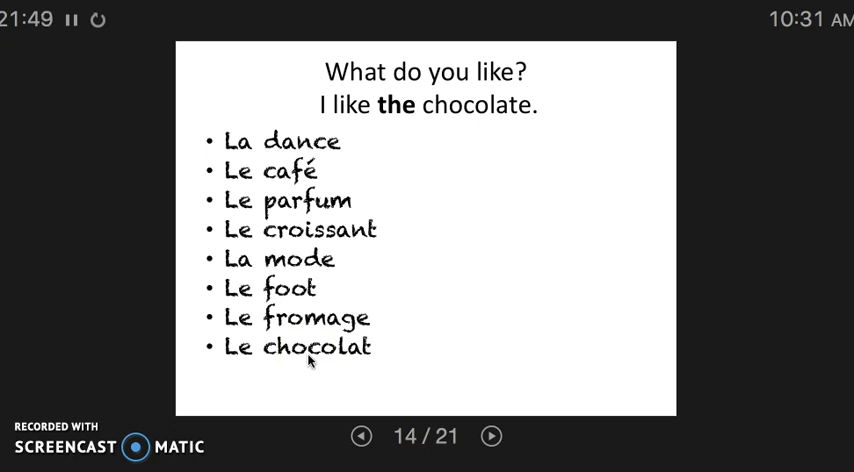 21:49
10:31 AM
What do you like?
I like the chocolate.
• La dance
• Le café
• Le parfum
• Le croissant
• La mode
• Le foot
• Le fromage
• Le chocolat
RECORDED WITH
SCREENCAST MATIC
14 / 21